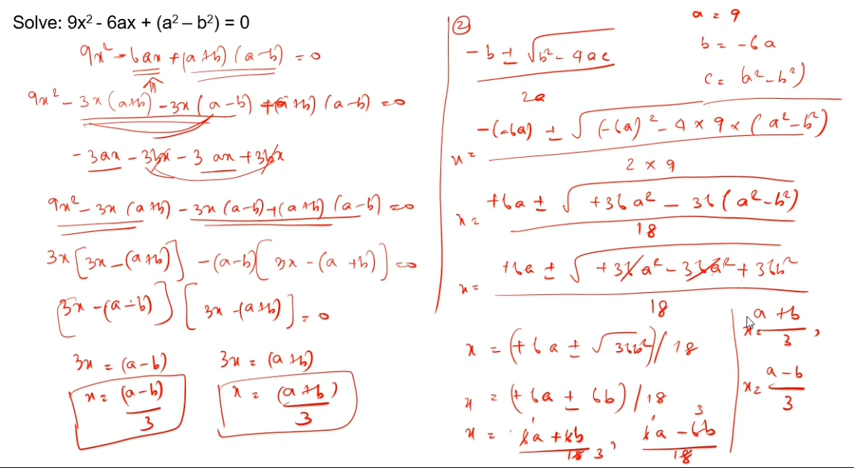 Solve: 9x² - 6ax + (a² – b²) = 0
9x² - 6ax + (a+b) (a-b) = 0
9x² - 3x (a+b) - 3x (a-b) + (a+b) (a-b) = 0
- 3ax - 3bx - 3ax + 3bx
9x² - 3x (a+b) - 3x (a-b) + (a+b) (a-b) = 0
3x [3x - (a+b)] - (a-b) [3x - (a+b)] = 0
[3x - (a-b)] [3x - (a+b)] = 0
3x = (a-b) 3x = (a+b)
x = (a-b)/3 x = (a+b)/3
②
a = 9
b = -6a
c = (a² - b²)
-b ± √b² - 4ac / 2a
x = -(-6a) ± √(-6a)² - 4 × 9 × (a² - b²) / 2 × 9
x = +6a ± √+36a² - 36 (a² - b²) / 18
x = +6a ± √+36a² - 36a² + 36b² / 18
x = (+6a ± √36b²) / 18
x = (+6a ± 6b) / 18
x = 6a + 6b / 18 3, 6a - 6b / 18 3
x = a + b / 3,
x = a - b / 3